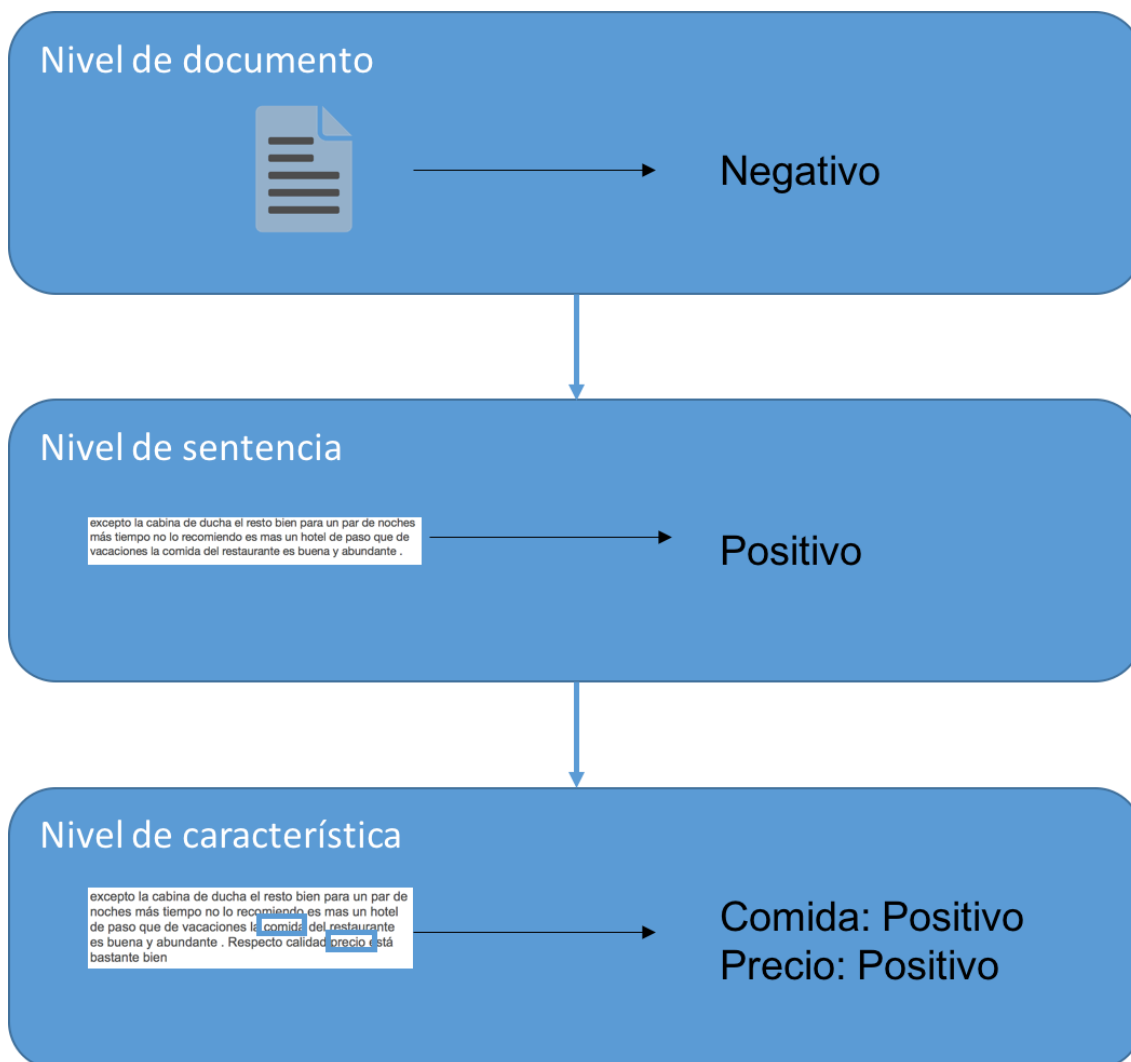 Nivel de documento
Negativo
Nivel de sentencia
excepto la cabina de ducha el resto bien para un par de noches
más tiempo no lo recomiendo es mas un hotel de paso que de
vacaciones la comida del restaurante es buena y abundante .
Positivo
Nivel de característica
excepto la cabina de ducha el resto bien para un par de
noches más tiempo no lo recomiendo es mas un hotel
de paso que de vacaciones la comida del restaurante
es buena y abundante . Respecto calidad precio está
bastante bien
Comida: Positivo
Precio: Positivo